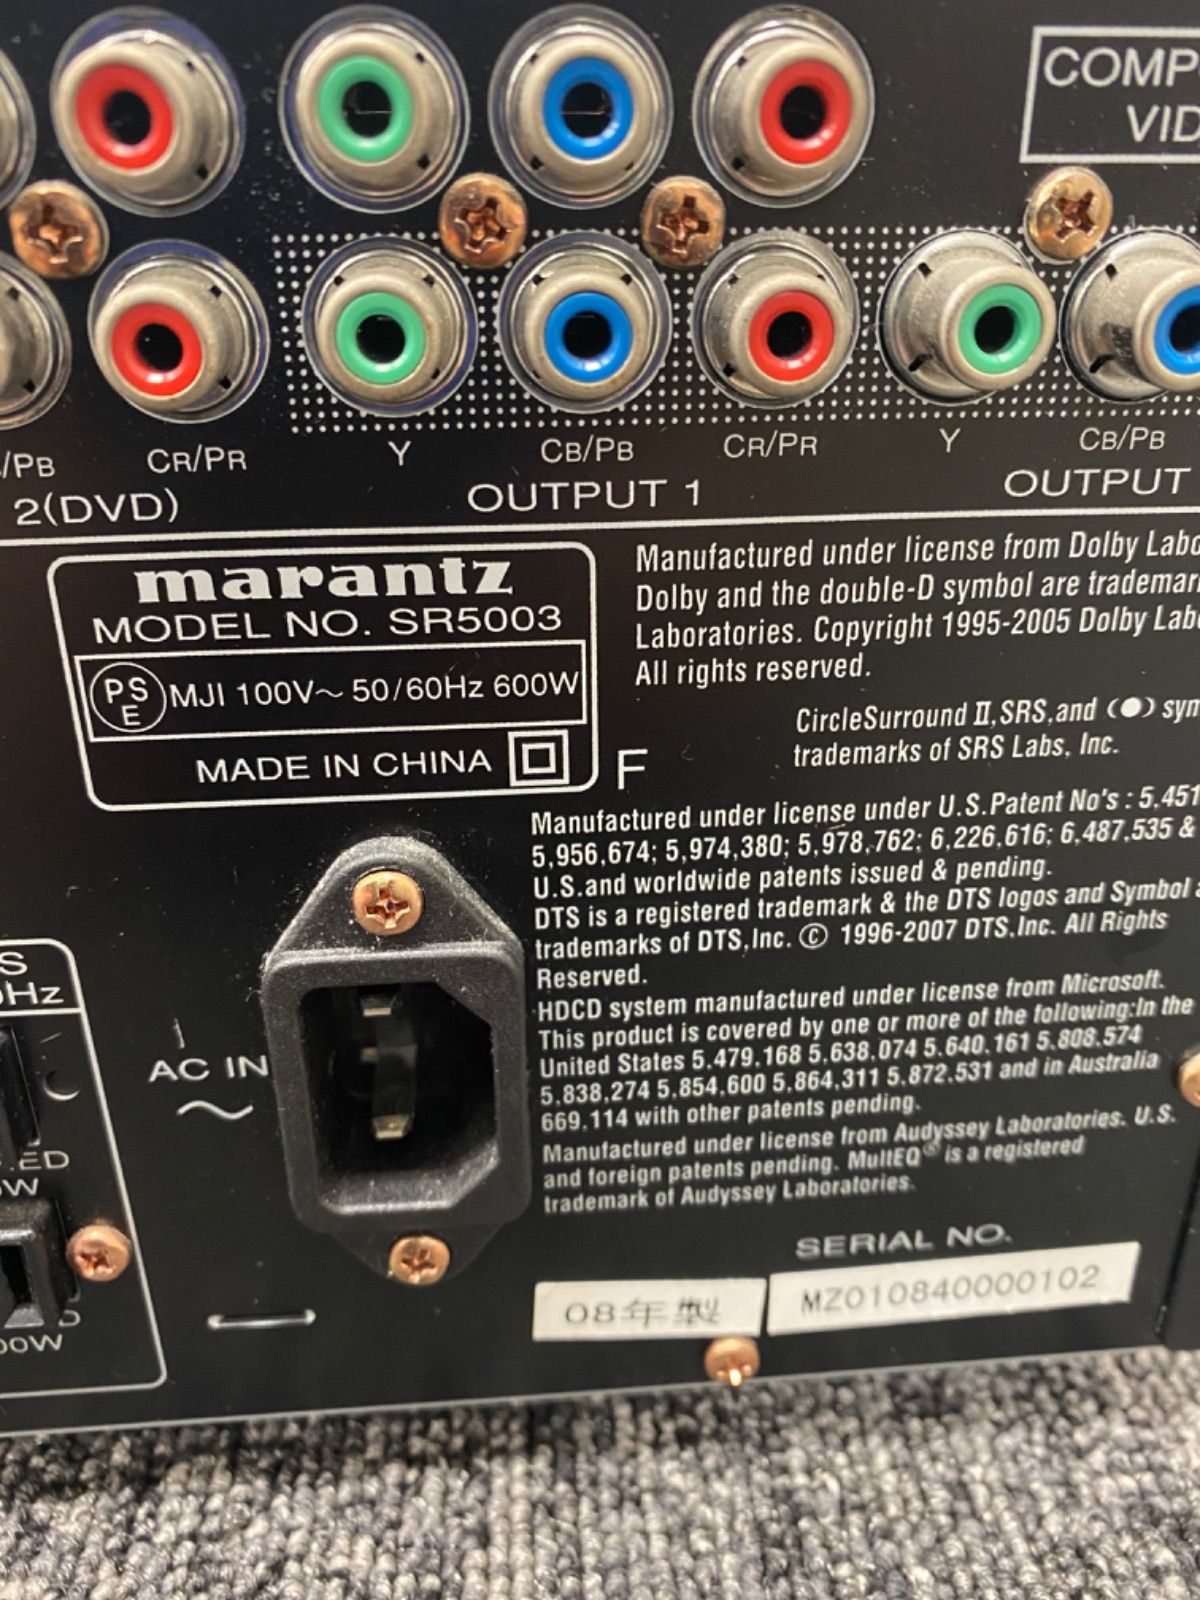 COMP
VID
/PB CR/PR Y CB/PB CR/PR Y CB/PB
2(DVD) OUTPUT 1 OUTPUT
marantz
MODEL NO. SR5003
PS
E
MJI 100V～ 50/60Hz 600W
MADE IN CHINA
F
Manufactured under license from Dolby Labo
Dolby and the double-D symbol are trademar
Laboratories. Copyright 1995-2005 Dolby Lab
All rights reserved.
CircleSurround II,SRS,and (●) sym
trademarks of SRS Labs, Inc.
Manufactured under license under U.S.Patent No's : 5,451
5,956,674; 5,974,380; 5,978,762; 6,226,616; 6,487,535 &
U.S.and worldwide patents issued & pending.
DTS is a registered trademark & the DTS logos and Symbol a
trademarks of DTS,Inc. © 1996-2007 DTS,Inc. All Rights
Reserved.
HDCD system manufactured under license from Microsoft.
This product is covered by one or more of the following:In the
United States 5.479.168 5,638,074 5.640.161 5.808.574
5,838,274 5.854,600 5.864,311 5.872.531 and in Australia
669.114 with other patents pending.
Manufactured under license from Audyssey Laboratories. U.S.
and foreign patents pending. MultEQ® is a registered
trademark of Audyssey Laboratories.
S
Hz
AC IN
～
ED
W
00W
SERIAL NO.
08年製 MZ010840000102